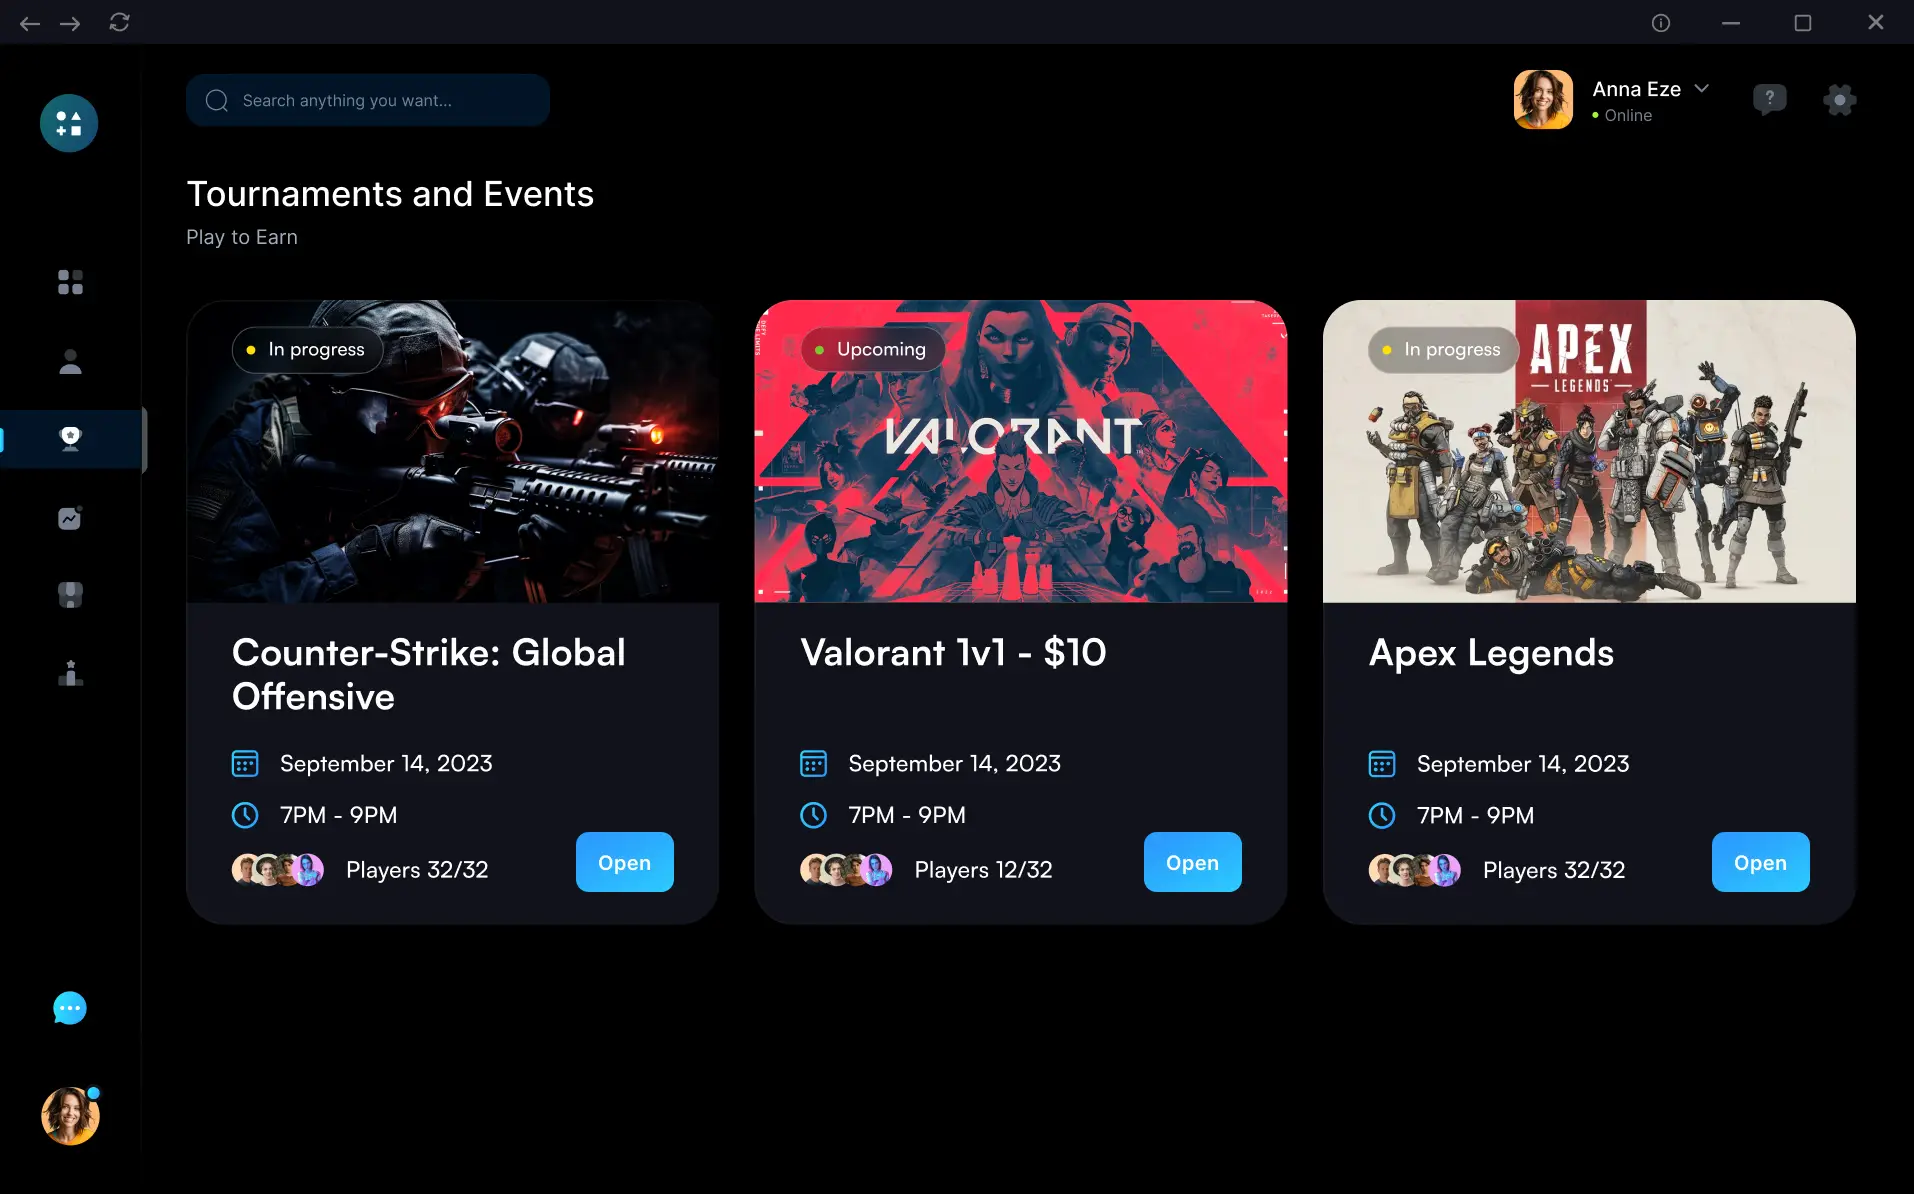 Search anything you want...
Anna Eze
Online
?
Tournaments and Events
Play to Earn
In progress
Counter-Strike: Global
Offensive
September 14, 2023
7PM - 9PM
Players 32/32
Open
Upcoming
VALORANT
Valorant 1v1 - $10
September 14, 2023
7PM - 9PM
Players 12/32
Open
In progress
APEX
LEGENDS
Apex Legends
September 14, 2023
7PM - 9PM
Players 32/32
Open